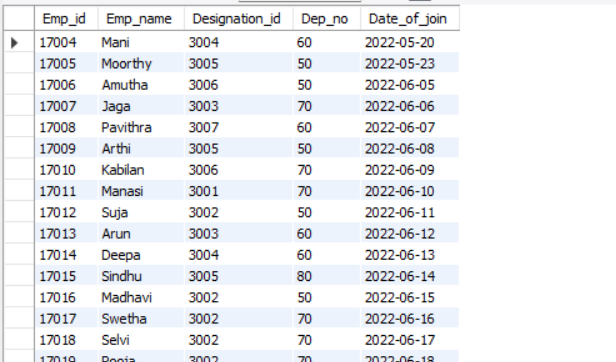 Emp_id Emp_name Designation_id Dep_no Date_of_join
17004 Mani 3004 60 2022-05-20
17005 Moorthy 3005 50 2022-05-23
17006 Amutha 3006 50 2022-06-05
17007 Jaga 3003 70 2022-06-06
17008 Pavithra 3007 60 2022-06-07
17009 Arthi 3005 50 2022-06-08
17010 Kabilan 3006 70 2022-06-09
17011 Manasi 3001 70 2022-06-10
17012 Suja 3002 50 2022-06-11
17013 Arun 3003 60 2022-06-12
17014 Deepa 3004 60 2022-06-13
17015 Sindhu 3005 80 2022-06-14
17016 Madhavi 3002 50 2022-06-15
17017 Swetha 3002 70 2022-06-16
17018 Selvi 3002 70 2022-06-17
17019 Pooja 3002 70 2022-06-18